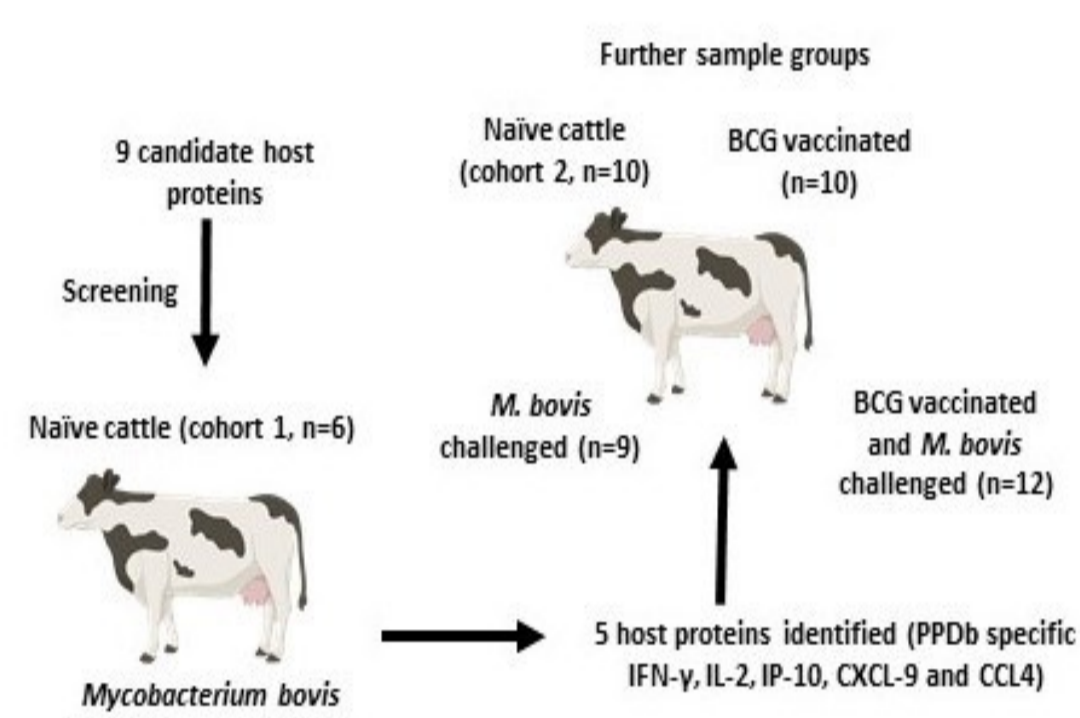 9 candidate host
proteins
Screening
Naïve cattle (cohort 1, n=6)
Mycobacterium bovis
5 host proteins identified (PPDb specific
IFN-γ, IL-2, IP-10, CXCL-9 and CCL4)
Further sample groups
Naïve cattle
(cohort 2, n=10)
BCG vaccinated
(n=10)
M. bovis
challenged (n=9)
BCG vaccinated
and M. bovis
challenged (n=12)